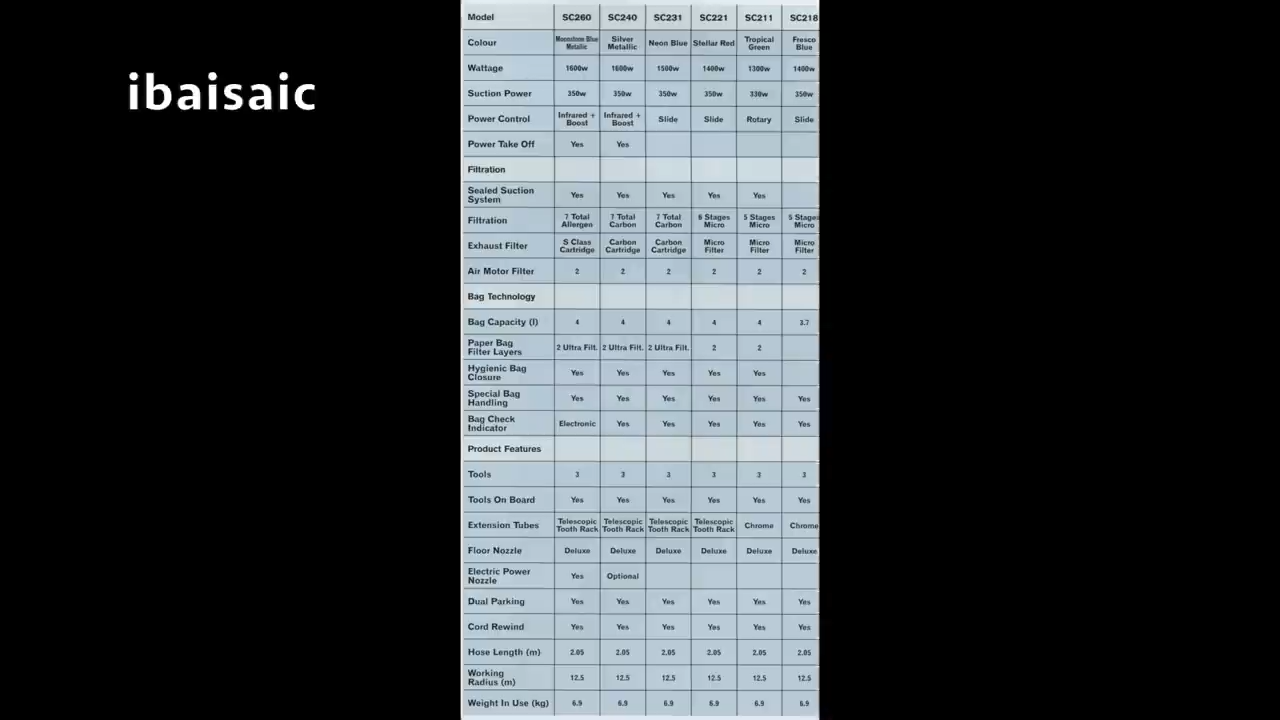 ibaisaic
Model SC260 SC240 SC231 SC221 SC211 SC218
Colour Moonstone Blue Metallic Silver Metallic Neon Blue Stellar Red Tropical Green Fresco Blue
Wattage 1600w 1600w 1500w 1400w 1300w 1400w
Suction Power 350w 350w 350w 350w 330w 350w
Power Control Infrared + Boost Infrared + Boost Slide Slide Rotary Slide
Power Take Off Yes Yes
Filtration
Sealed Suction System Yes Yes Yes Yes Yes
Filtration 7 Total Allergen 7 Total Carbon 7 Total Carbon 6 Stages Micro 5 Stages Micro 5 Stages Micro
Exhaust Filter S Class Cartridge Carbon Cartridge Carbon Cartridge Micro Filter Micro Filter Micro Filter
Air Motor Filter 2 2 2 2 2 2
Bag Technology
Bag Capacity (l) 4 4 4 4 4 3.7
Paper Bag Filter Layers 2 Ultra Filt. 2 Ultra Filt. 2 Ultra Filt. 2 2
Hygienic Bag Closure Yes Yes Yes Yes Yes
Special Bag Handling Yes Yes Yes Yes Yes Yes
Bag Check Indicator Electronic Yes Yes Yes Yes Yes
Product Features
Tools 3 3 3 3 3 3
Tools On Board Yes Yes Yes Yes Yes Yes
Extension Tubes Telescopic Tooth Rack Telescopic Tooth Rack Telescopic Tooth Rack Telescopic Tooth Rack Chrome Chrome
Floor Nozzle Deluxe Deluxe Deluxe Deluxe Deluxe Deluxe
Electric Power Nozzle Yes Optional
Dual Parking Yes Yes Yes Yes Yes Yes
Cord Rewind Yes Yes Yes Yes Yes Yes
Hose Length (m) 2.05 2.05 2.05 2.05 2.05 2.05
Working Radius (m) 12.5 12.5 12.5 12.5 12.5 12.5
Weight In Use (kg) 6.9 6.9 6.9 6.9 6.9 6.9